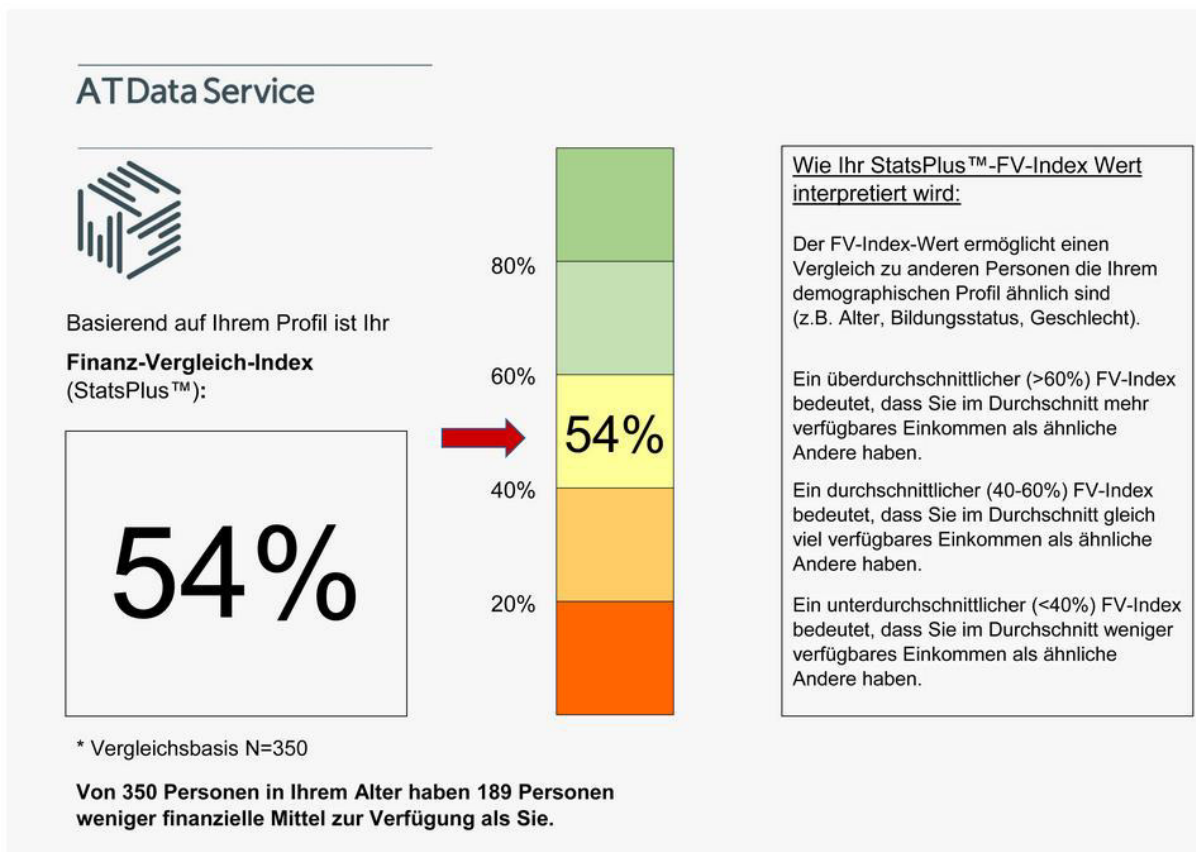 AT Data Service
Basierend auf Ihrem Profil ist Ihr
Finanz-Vergleich-Index
(StatsPlus™):
54%
* Vergleichsbasis N=350
Von 350 Personen in Ihrem Alter haben 189 Personen
weniger finanzielle Mittel zur Verfügung als Sie.
80%
60%
54%
40%
20%
Wie Ihr StatsPlus™-FV-Index Wert
interpretiert wird:
Der FV-Index-Wert ermöglicht einen
Vergleich zu anderen Personen die Ihrem
demographischen Profil ähnlich sind
(z.B. Alter, Bildungsstatus, Geschlecht).
Ein überdurchschnittlicher (>60%) FV-Index
bedeutet, dass Sie im Durchschnitt mehr
verfügbares Einkommen als ähnliche
Andere haben.
Ein durchschnittlicher (40-60%) FV-Index
bedeutet, dass Sie im Durchschnitt gleich
viel verfügbares Einkommen als ähnliche
Andere haben.
Ein unterdurchschnittlicher (<40%) FV-Index
bedeutet, dass Sie im Durchschnitt weniger
verfügbares Einkommen als ähnliche
Andere haben.